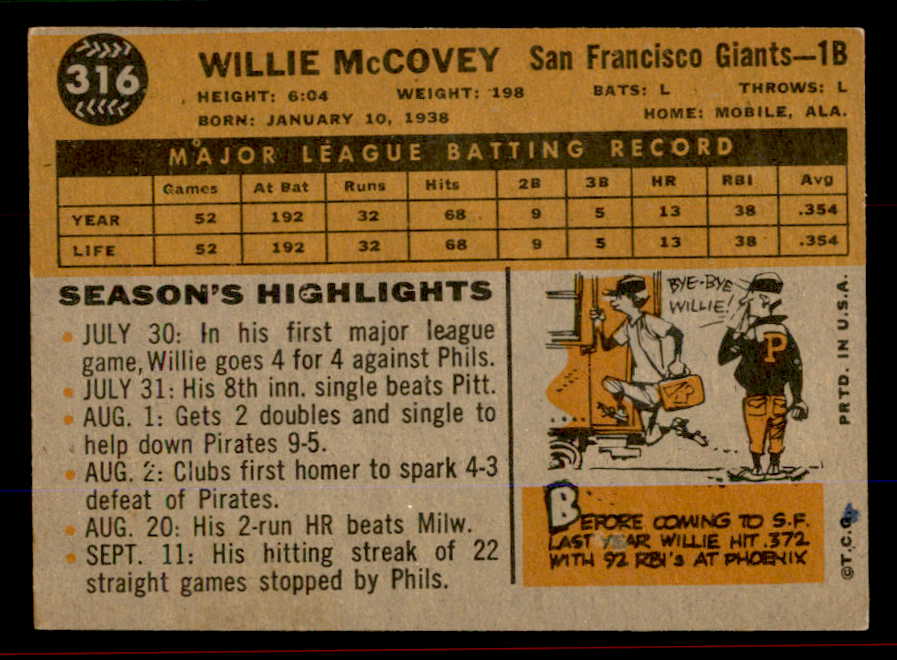 316
WILLIE McCOVEY San Francisco Giants—1B
HEIGHT: 6:04 WEIGHT: 198 BATS: L THROWS: L
BORN: JANUARY 10, 1938 HOME: MOBILE, ALA.
MAJOR LEAGUE BATTING RECORD
Games At Bat Runs Hits 2B 3B HR RBI Avg
YEAR 52 192 32 68 9 5 13 38 .354
LIFE 52 192 32 68 9 5 13 38 .354
SEASON'S HIGHLIGHTS
• JULY 30: In his first major league
game, Willie goes 4 for 4 against Phils.
• JULY 31: His 8th inn. single beats Pitt.
• AUG. 1: Gets 2 doubles and single to
help down Pirates 9-5.
• AUG. 2: Clubs first homer to spark 4-3
defeat of Pirates.
• AUG. 20: His 2-run HR beats Milw.
• SEPT. 11: His hitting streak of 22
straight games stopped by Phils.
BYE-BYE
WILLIE!
P
BEFORE COMING TO S.F.
LAST YEAR WILLIE HIT .372
WITH 92 RBI's AT PHOENIX
©T.C.G. PRTD. IN U.S.A.